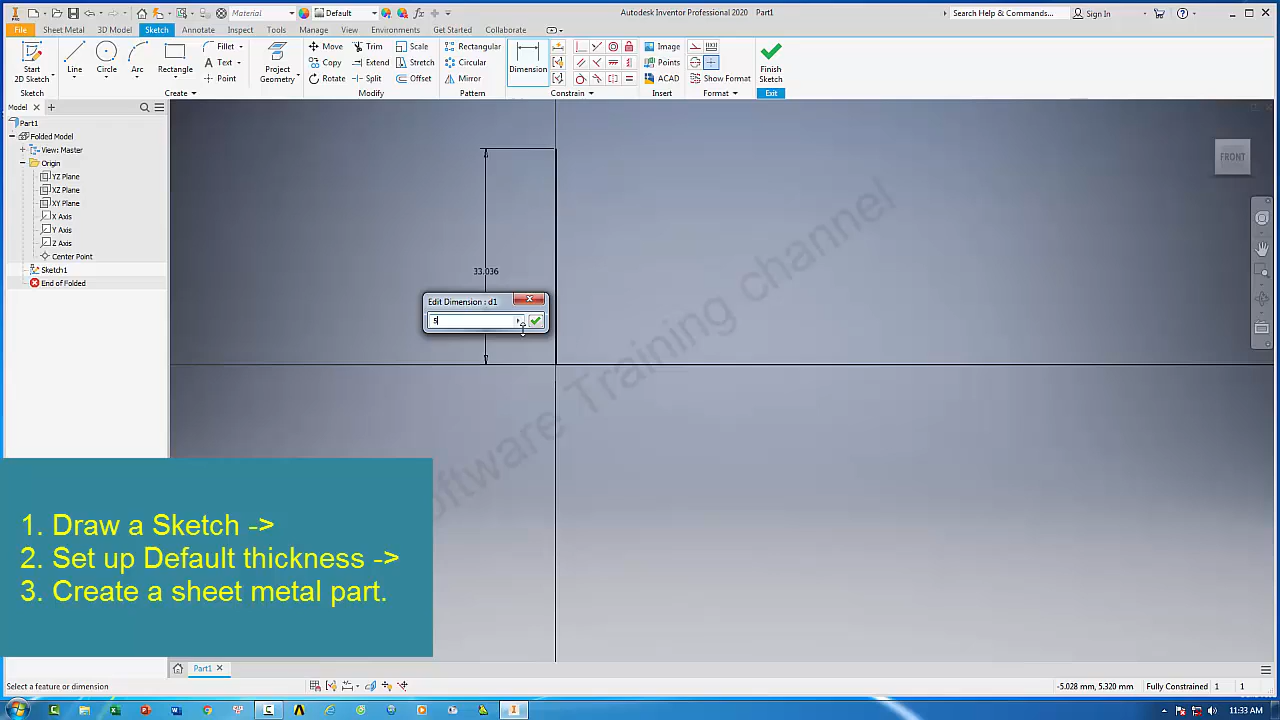 Material
Default
Autodesk Inventor Professional 2020 Part1
Search Help & Commands...
Sign In
File
Sheet Metal
3D Model
Sketch
Annotate
Inspect
Tools
Manage
View
Environments
Get Started
Collaborate
Start
2D Sketch
Line
Circle
Arc
Rectangle
Fillet
Text
Point
Project
Geometry
Move
Copy
Rotate
Trim
Extend
Split
Scale
Stretch
Offset
Rectangular
Circular
Mirror
Dimension
Image
Points
ACAD
Show Format
Finish
Sketch
Sketch
Create
Modify
Pattern
Constrain
Insert
Format
Exit
Model
Part1
Folded Model
View: Master
Origin
YZ Plane
XZ Plane
XY Plane
X Axis
Y Axis
Z Axis
Center Point
Sketch1
End of Folded
FRONT
33.036
Edit Dimension : d1
5
Software Training channel
1. Draw a Sketch ->
2. Set up Default thickness ->
3. Create a sheet metal part.
Part1
Select a feature or dimension
-5.028 mm, 5.320 mm
Fully Constrained
1
1
11:33 AM